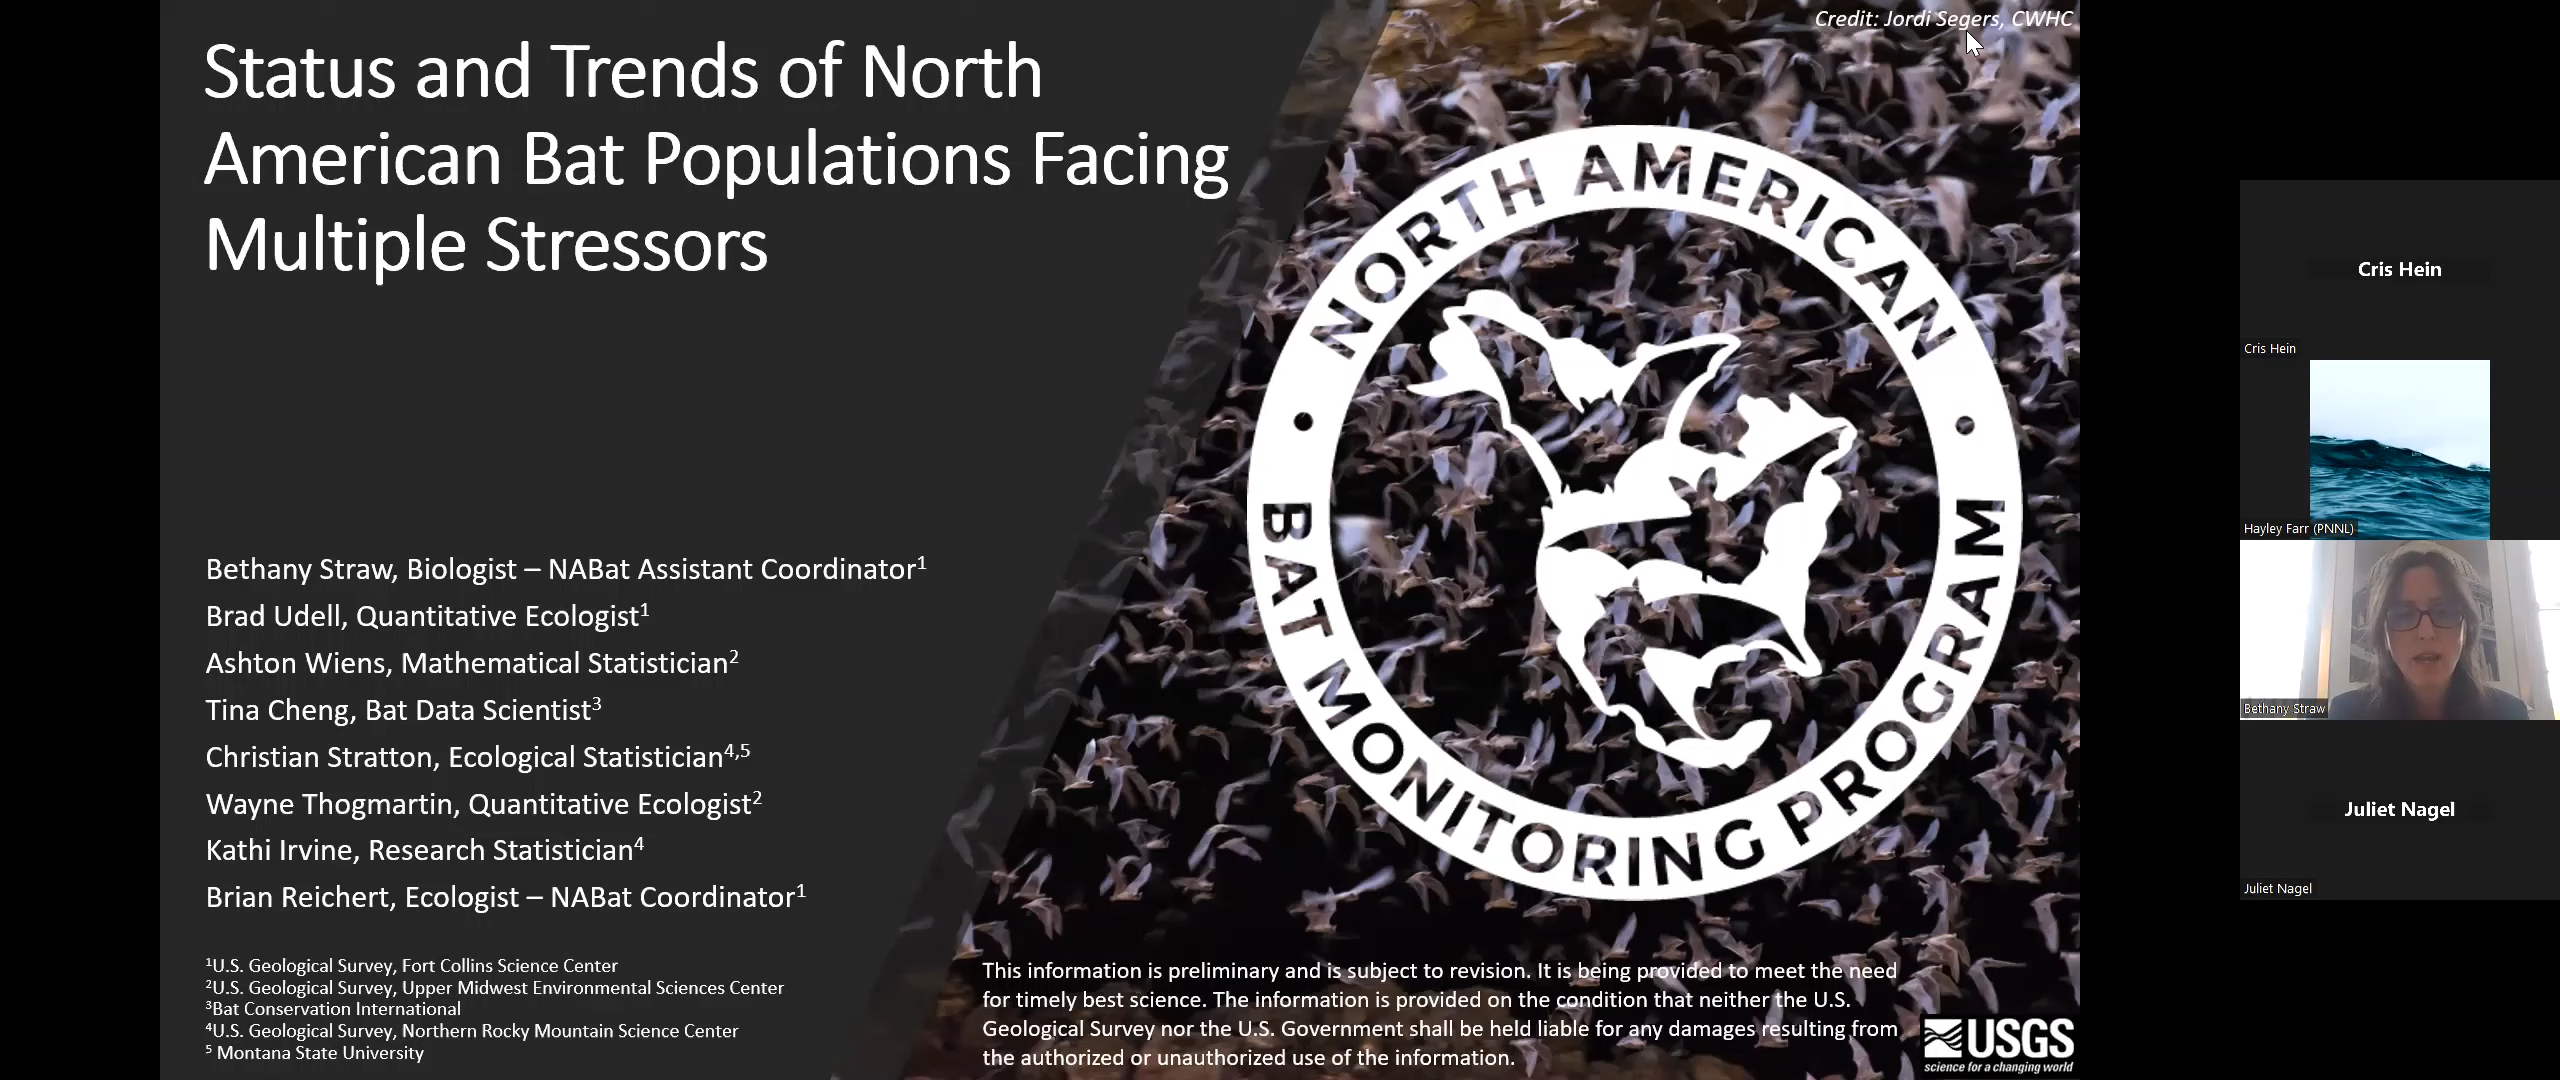 Credit: Jordi Segers, CWHC
Status and Trends of North
American Bat Populations Facing
Multiple Stressors
NORTH AMERICAN
BAT MONITORING PROGRAM
Bethany Straw, Biologist – NABat Assistant Coordinator¹
Brad Udell, Quantitative Ecologist¹
Ashton Wiens, Mathematical Statistician²
Tina Cheng, Bat Data Scientist³
Christian Stratton, Ecological Statistician⁴,⁵
Wayne Thogmartin, Quantitative Ecologist²
Kathi Irvine, Research Statistician⁴
Brian Reichert, Ecologist – NABat Coordinator¹
¹U.S. Geological Survey, Fort Collins Science Center
²U.S. Geological Survey, Upper Midwest Environmental Sciences Center
³Bat Conservation International
⁴U.S. Geological Survey, Northern Rocky Mountain Science Center
⁵ Montana State University
This information is preliminary and is subject to revision. It is being provided to meet the need
for timely best science. The information is provided on the condition that neither the U.S.
Geological Survey nor the U.S. Government shall be held liable for any damages resulting from
the authorized or unauthorized use of the information.
USGS
science for a changing world
Cris Hein
Cris Hein
Hayley Farr (PNNL)
Bethany Straw
Juliet Nagel
Juliet Nagel